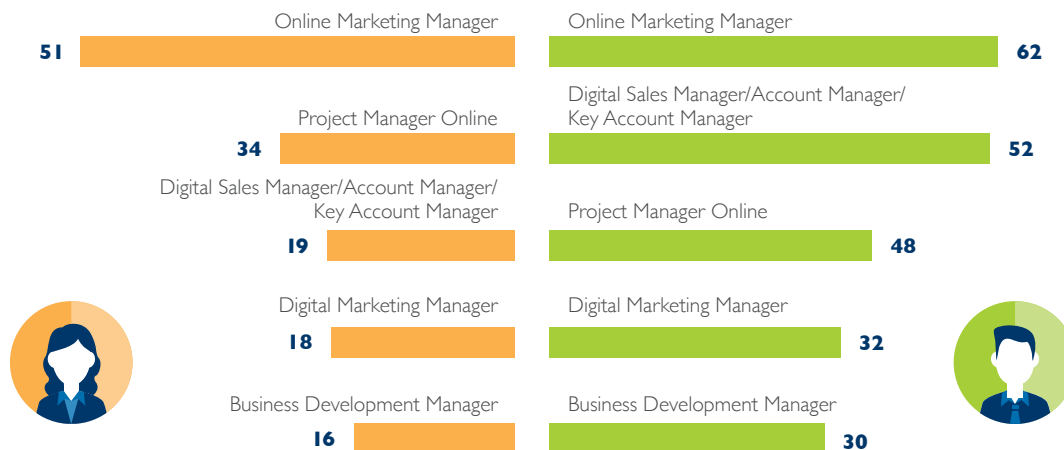 Online Marketing Manager
51
Project Manager Online
34
Digital Sales Manager/Account Manager/
Key Account Manager
19
Digital Marketing Manager
18
Business Development Manager
16
Online Marketing Manager
62
Digital Sales Manager/Account Manager/
Key Account Manager
52
Project Manager Online
48
Digital Marketing Manager
32
Business Development Manager
30